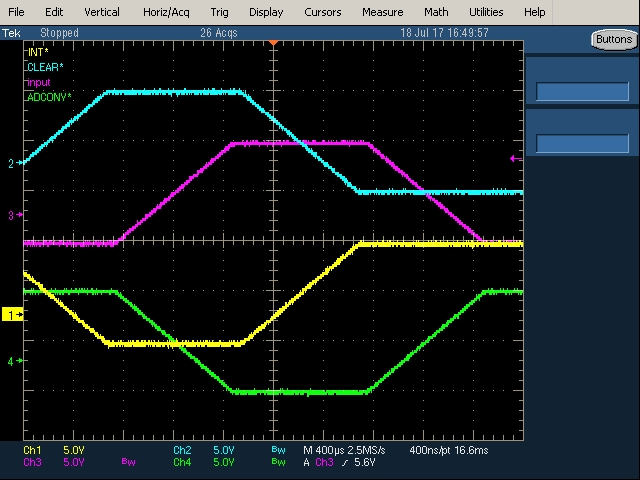 File Edit Vertical Horiz/Acq Trig Display Cursors Measure Math Utilities Help
Tek Stopped 26 Acqs 18 Jul 17 16:49:57
Buttons
INT*
CLEAR*
input
ADCONV*
2
3
1
4
Ch1 5.0V Ch2 5.0V Bw M 400µs 2.5MS/s 400ns/pt 16.6ms
Ch3 5.0V Bw Ch4 5.0V Bw A Ch3 5.6V